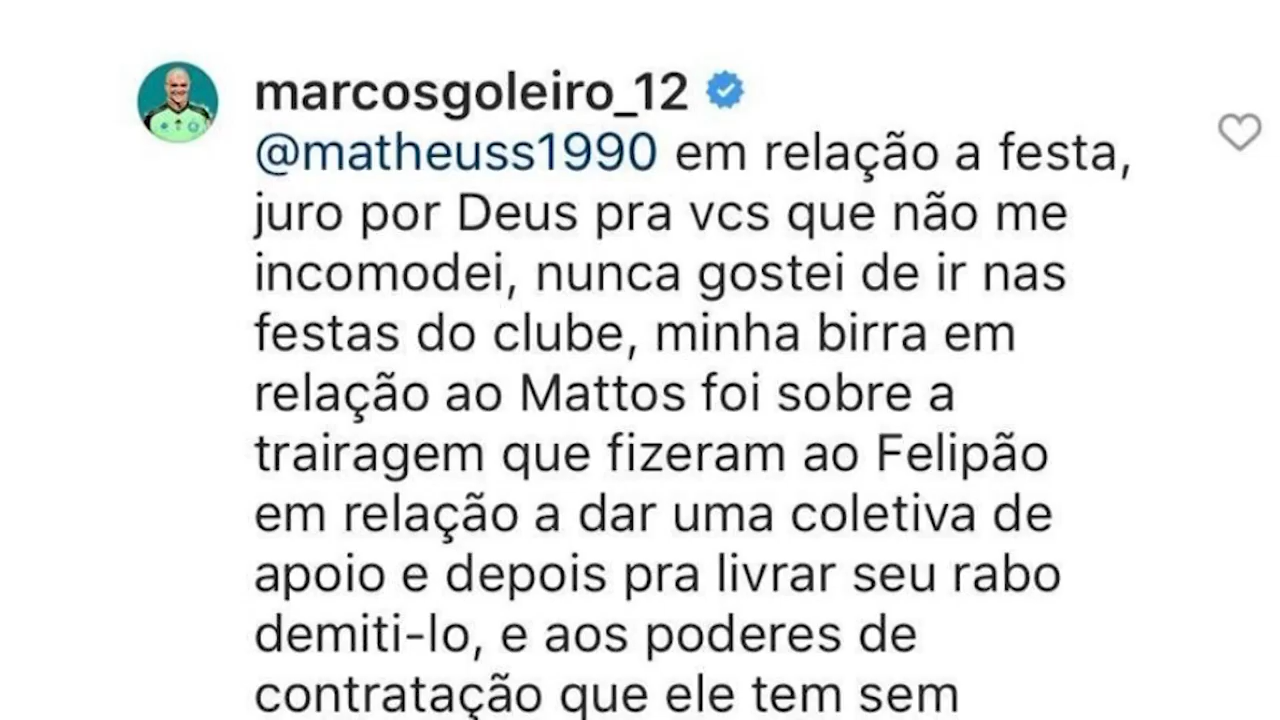 marcosgoleiro_12
@matheuss1990 em relação a festa,
juro por Deus pra vcs que não me
incomodei, nunca gostei de ir nas
festas do clube, minha birra em
relação ao Mattos foi sobre a
trairagem que fizeram ao Felipão
em relação a dar uma coletiva de
apoio e depois pra livrar seu rabo
demiti-lo, e aos poderes de
contratação que ele tem sem